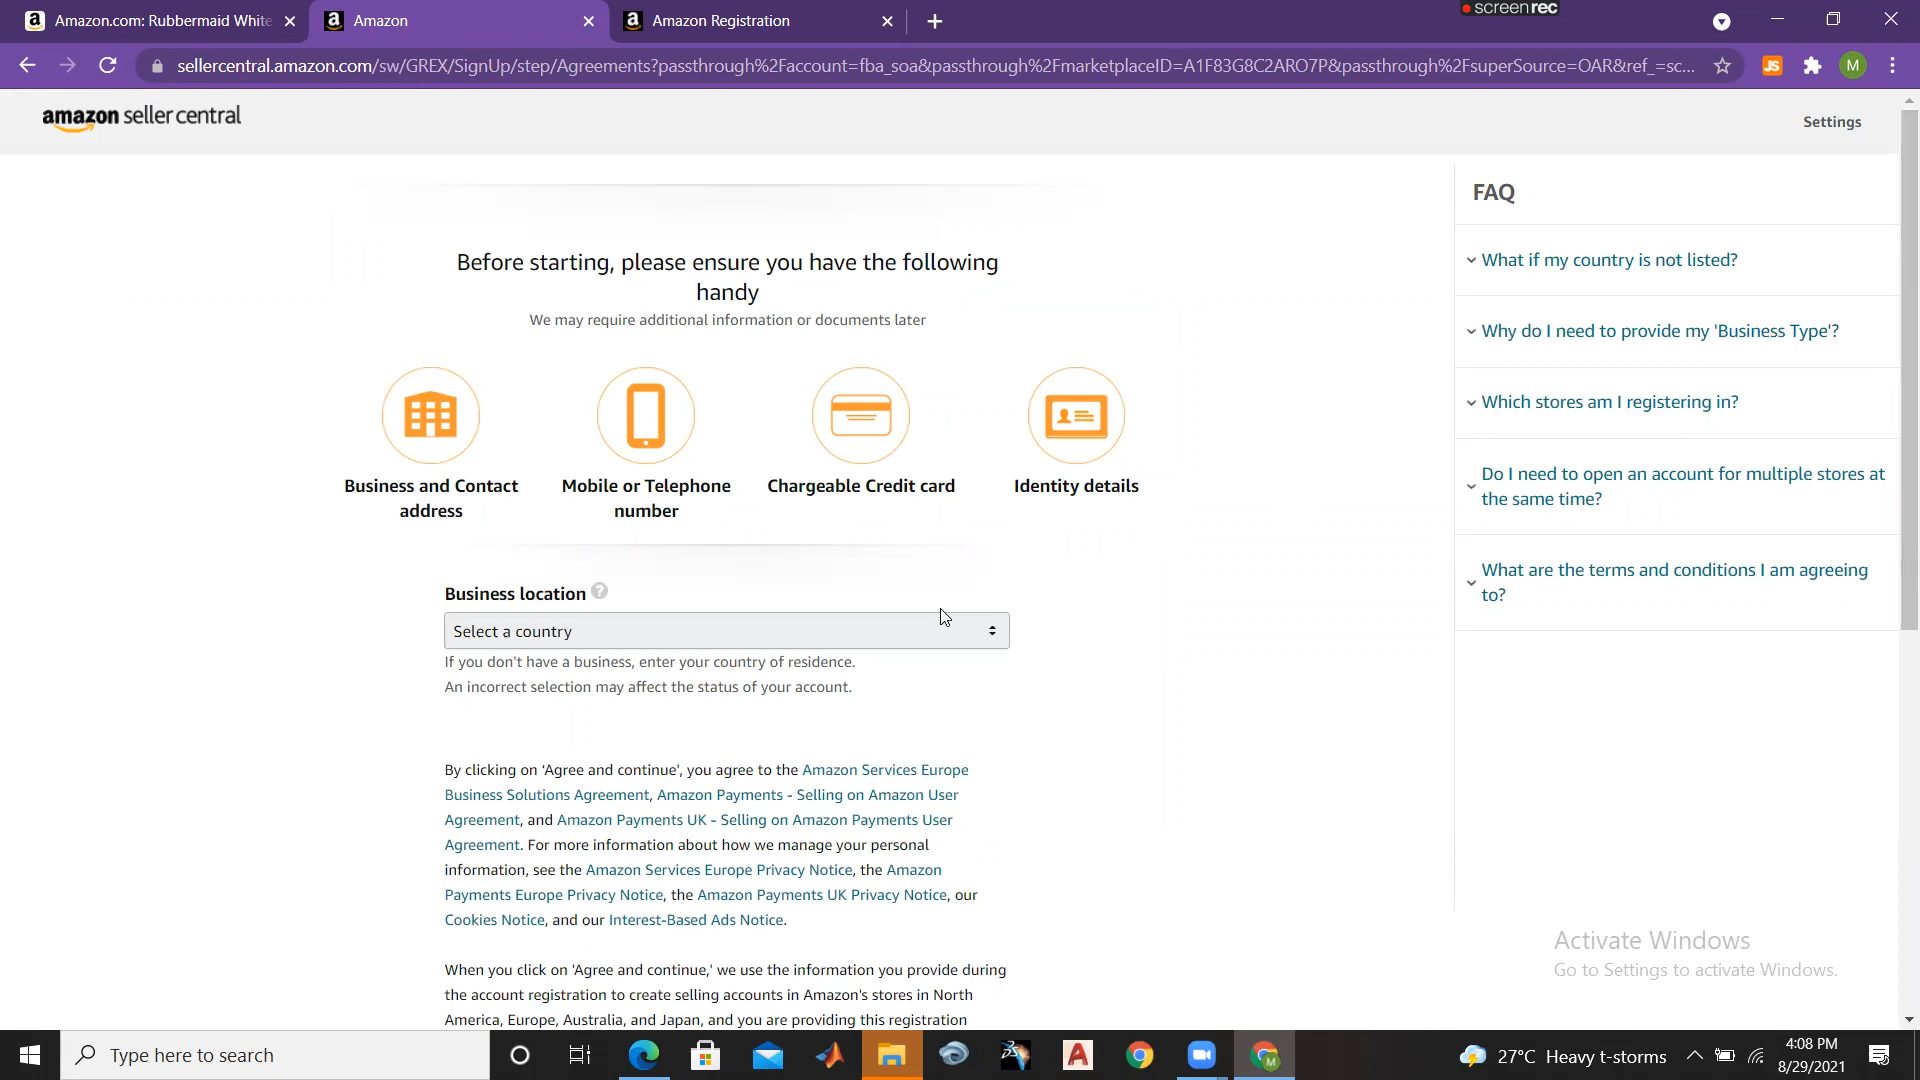 screenrec
Amazon.com: Rubbermaid White
Amazon
Amazon Registration
sellercentral.amazon.com/sw/GREX/SignUp/step/Agreements?passthrough%2Faccount=fba_soa&passthrough%2FmarketplaceID=A1F83G8C2ARO7P&passthrough%2FsuperSource=OAR&ref_=sc...
JS
M
amazon seller central
Settings
Before starting, please ensure you have the following
handy
We may require additional information or documents later
Business and Contact
address
Mobile or Telephone
number
Chargeable Credit card
Identity details
Business location
Select a country
If you don't have a business, enter your country of residence.
An incorrect selection may affect the status of your account.
By clicking on 'Agree and continue', you agree to the Amazon Services Europe
Business Solutions Agreement, Amazon Payments - Selling on Amazon User
Agreement, and Amazon Payments UK - Selling on Amazon Payments User
Agreement. For more information about how we manage your personal
information, see the Amazon Services Europe Privacy Notice, the Amazon
Payments Europe Privacy Notice, the Amazon Payments UK Privacy Notice, our
Cookies Notice, and our Interest-Based Ads Notice.
When you click on 'Agree and continue,' we use the information you provide during
the account registration to create selling accounts in Amazon's stores in North
America, Europe, Australia, and Japan, and you are providing this registration
FAQ
What if my country is not listed?
Why do I need to provide my 'Business Type'?
Which stores am I registering in?
Do I need to open an account for multiple stores at
the same time?
What are the terms and conditions I am agreeing
to?
Activate Windows
Go to Settings to activate Windows.
Type here to search
27°C Heavy t-storms
4:08 PM
8/29/2021